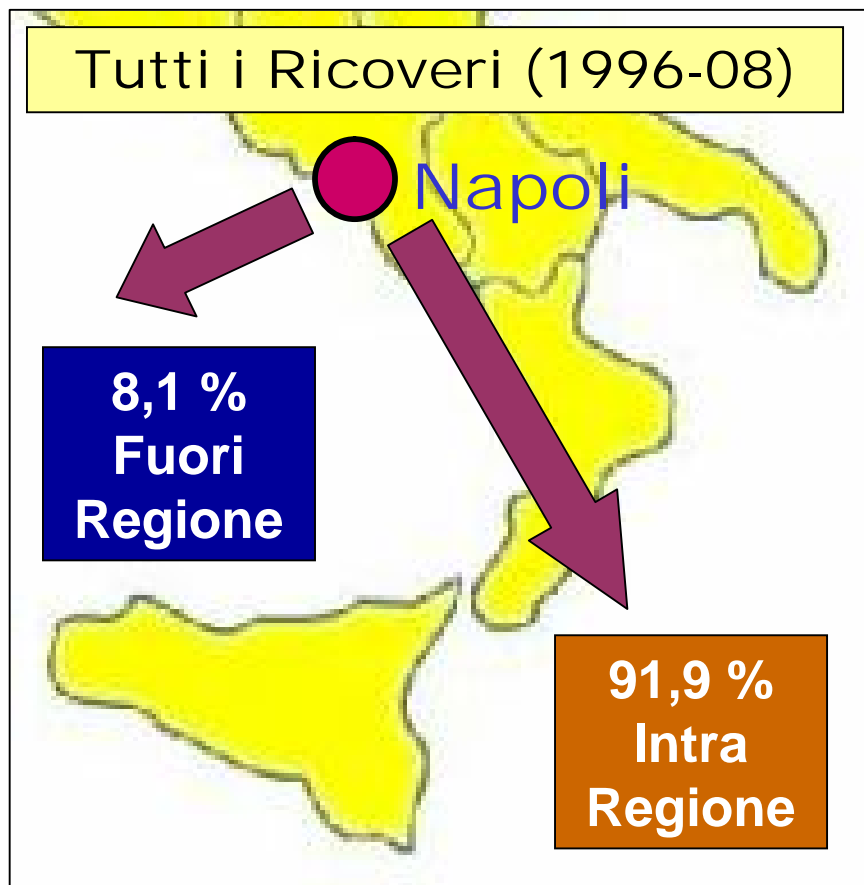 Tutti i Ricoveri (1996-08)
Napoli
8,1 %
Fuori
Regione
91,9 %
Intra
Regione